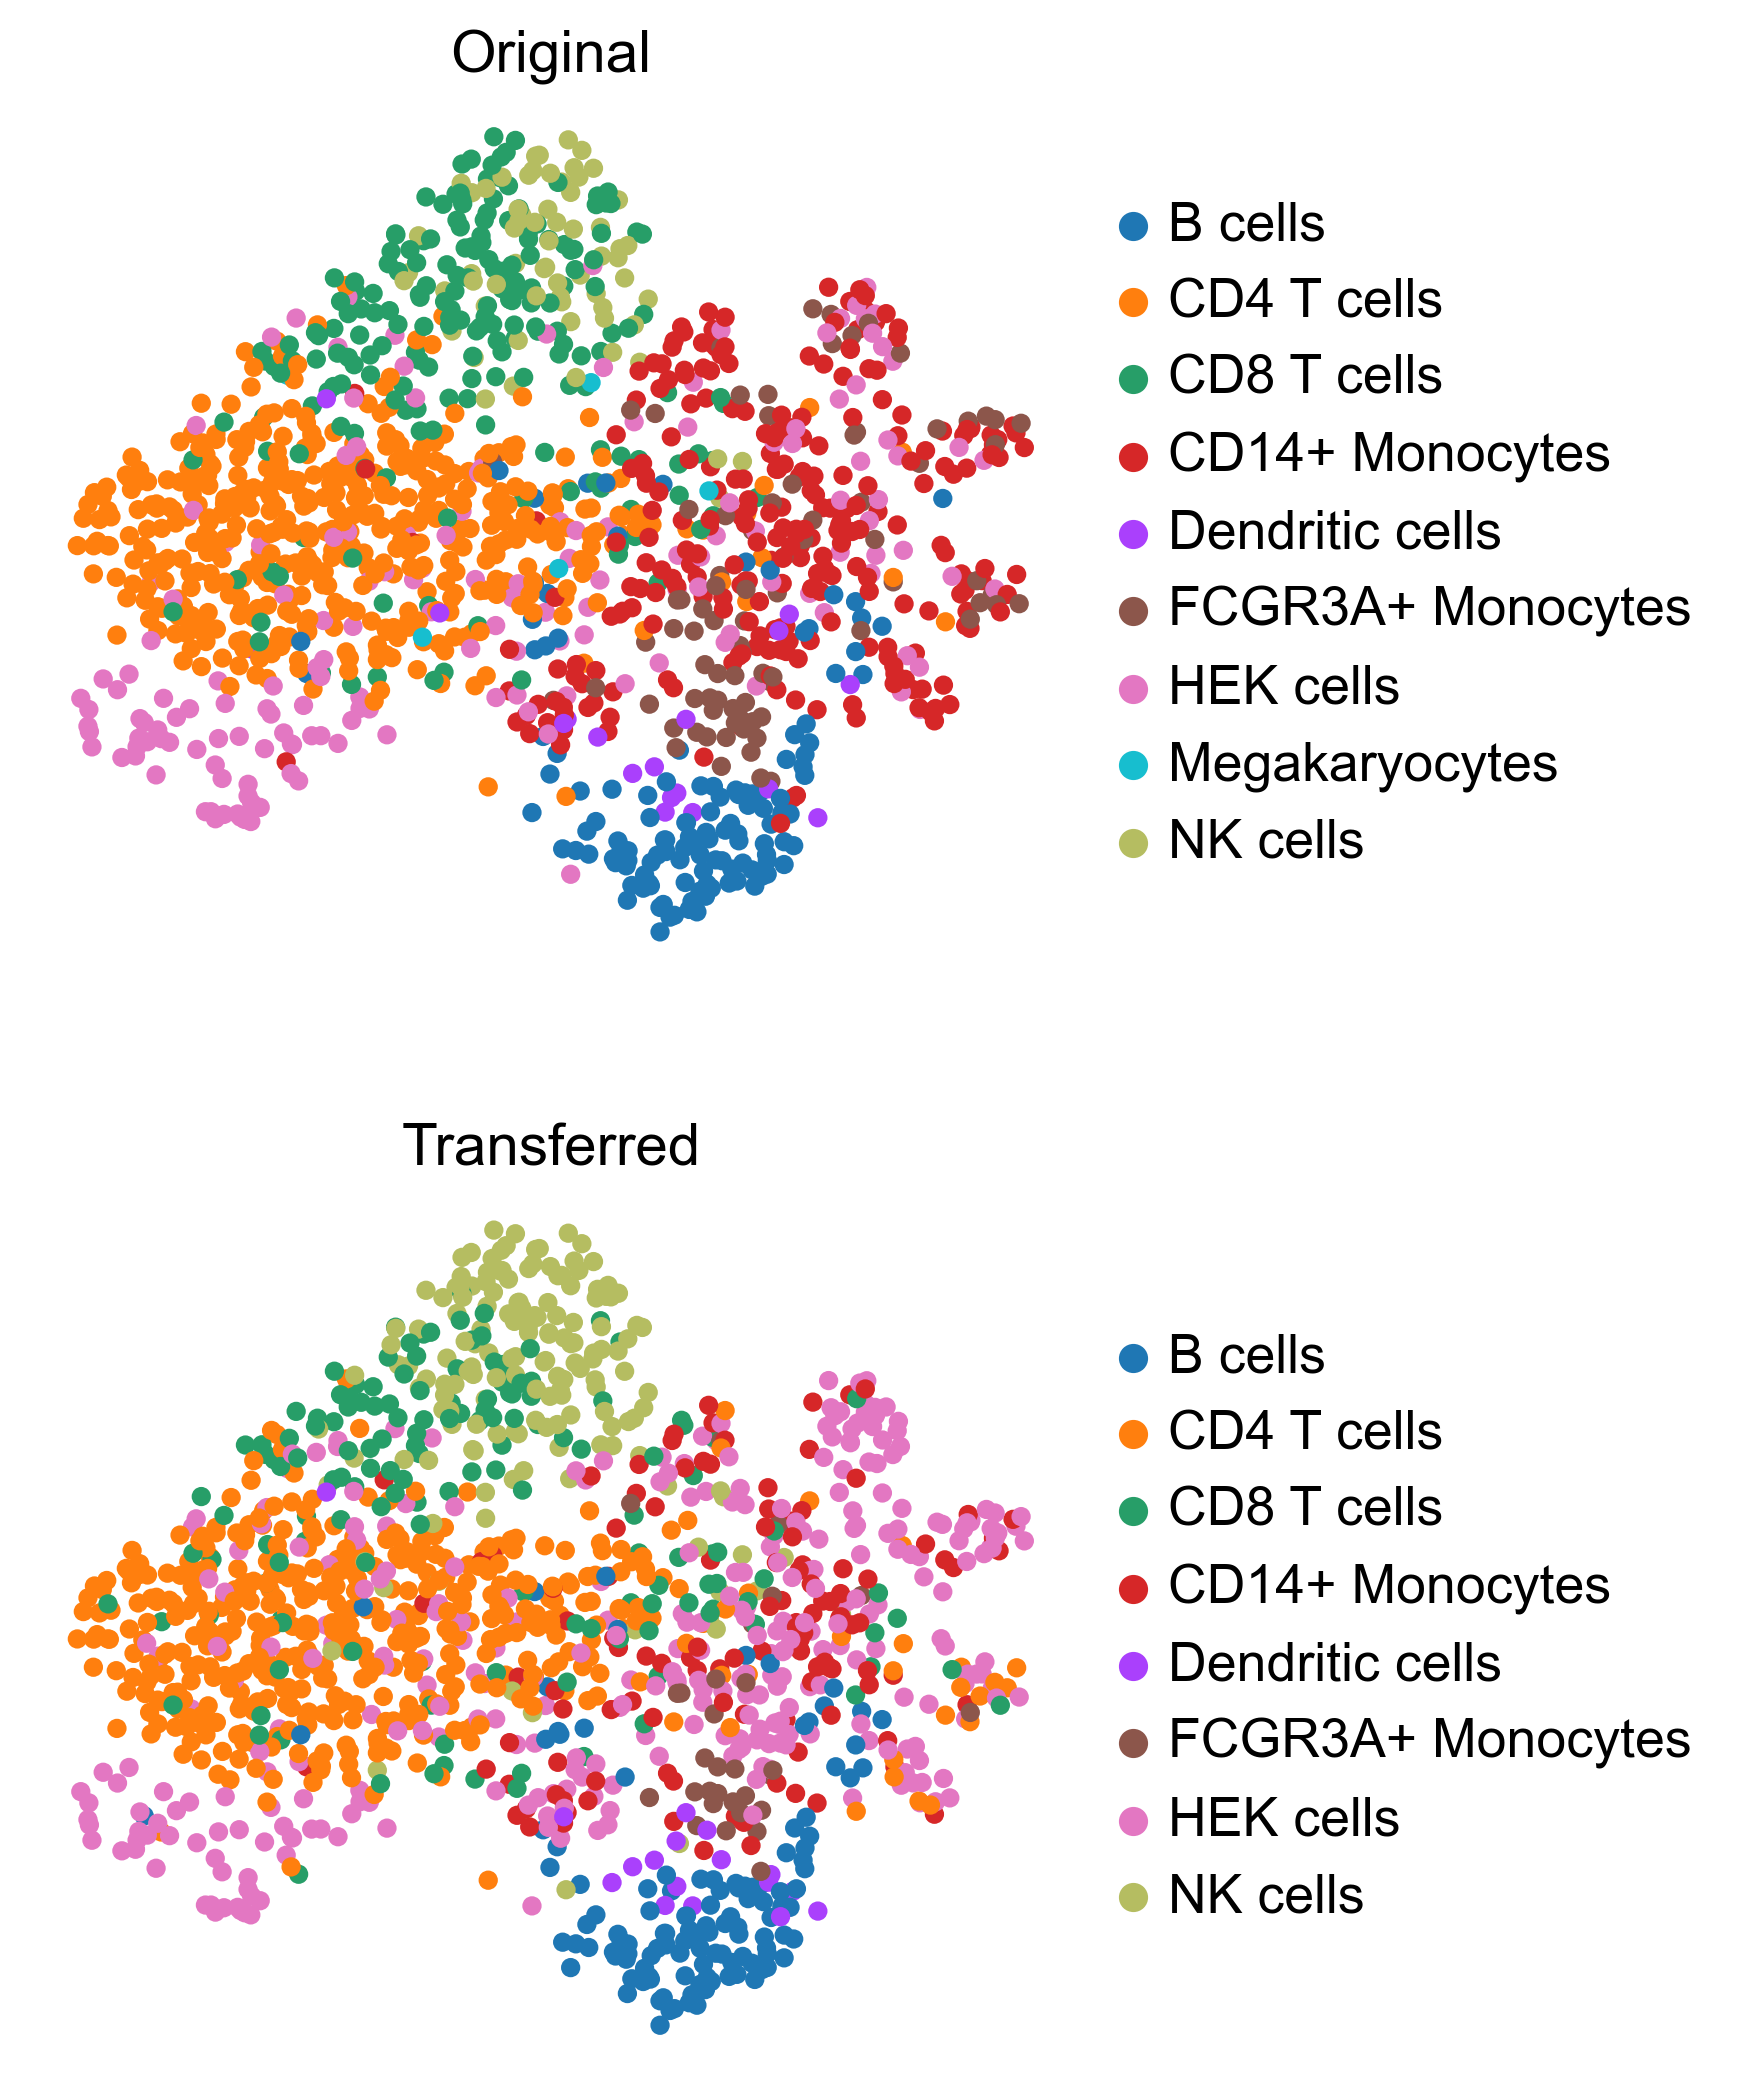 Original
B cells
CD4 T cells
CD8 T cells
CD14+ Monocytes
Dendritic cells
FCGR3A+ Monocytes
HEK cells
Megakaryocytes
NK cells
Transferred
B cells
CD4 T cells
CD8 T cells
CD14+ Monocytes
Dendritic cells
FCGR3A+ Monocytes
HEK cells
NK cells